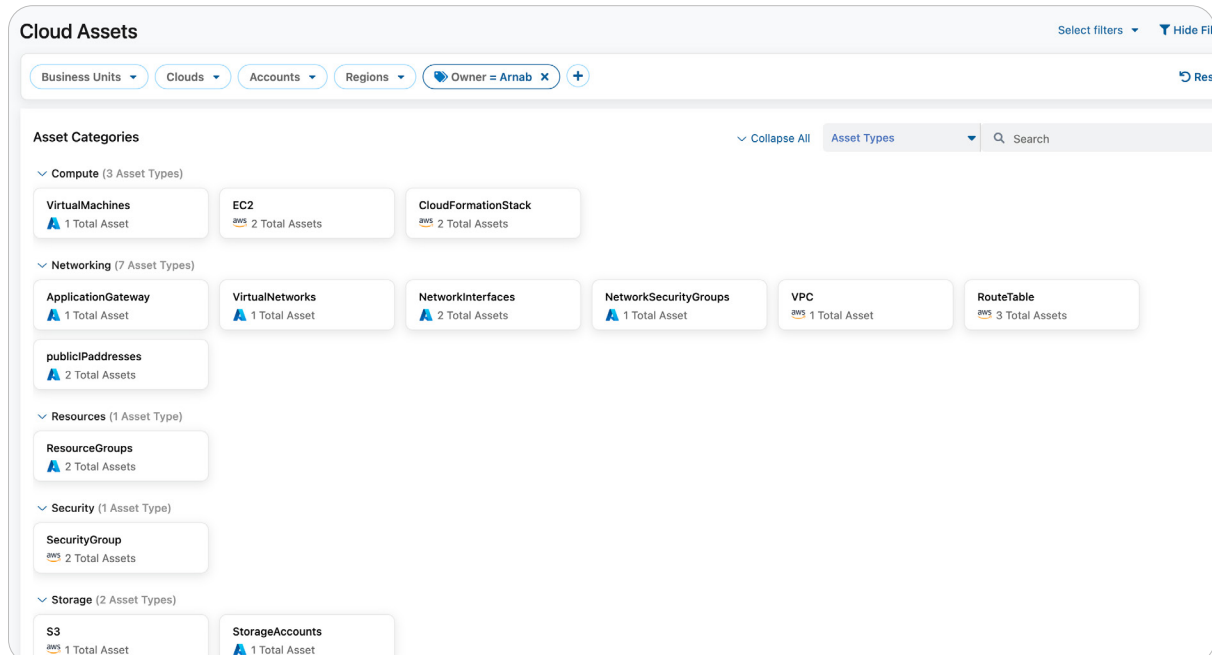 Cloud Assets
Select filters Hide Fil
Business Units Clouds Accounts Regions Owner = Arnab × + Res
Asset Categories
Collapse All Asset Types Search
Compute (3 Asset Types)
VirtualMachines EC2 CloudFormationStack
1 Total Asset aws 2 Total Assets aws 2 Total Assets
Networking (7 Asset Types)
ApplicationGateway VirtualNetworks NetworkInterfaces NetworkSecurityGroups VPC RouteTable
1 Total Asset 1 Total Asset 2 Total Assets 1 Total Asset aws 1 Total Asset aws 3 Total Assets
publicIPaddresses
2 Total Assets
Resources (1 Asset Type)
ResourceGroups
2 Total Assets
Security (1 Asset Type)
SecurityGroup
aws 2 Total Assets
Storage (2 Asset Types)
S3 StorageAccounts
aws 1 Total Asset 1 Total Asset